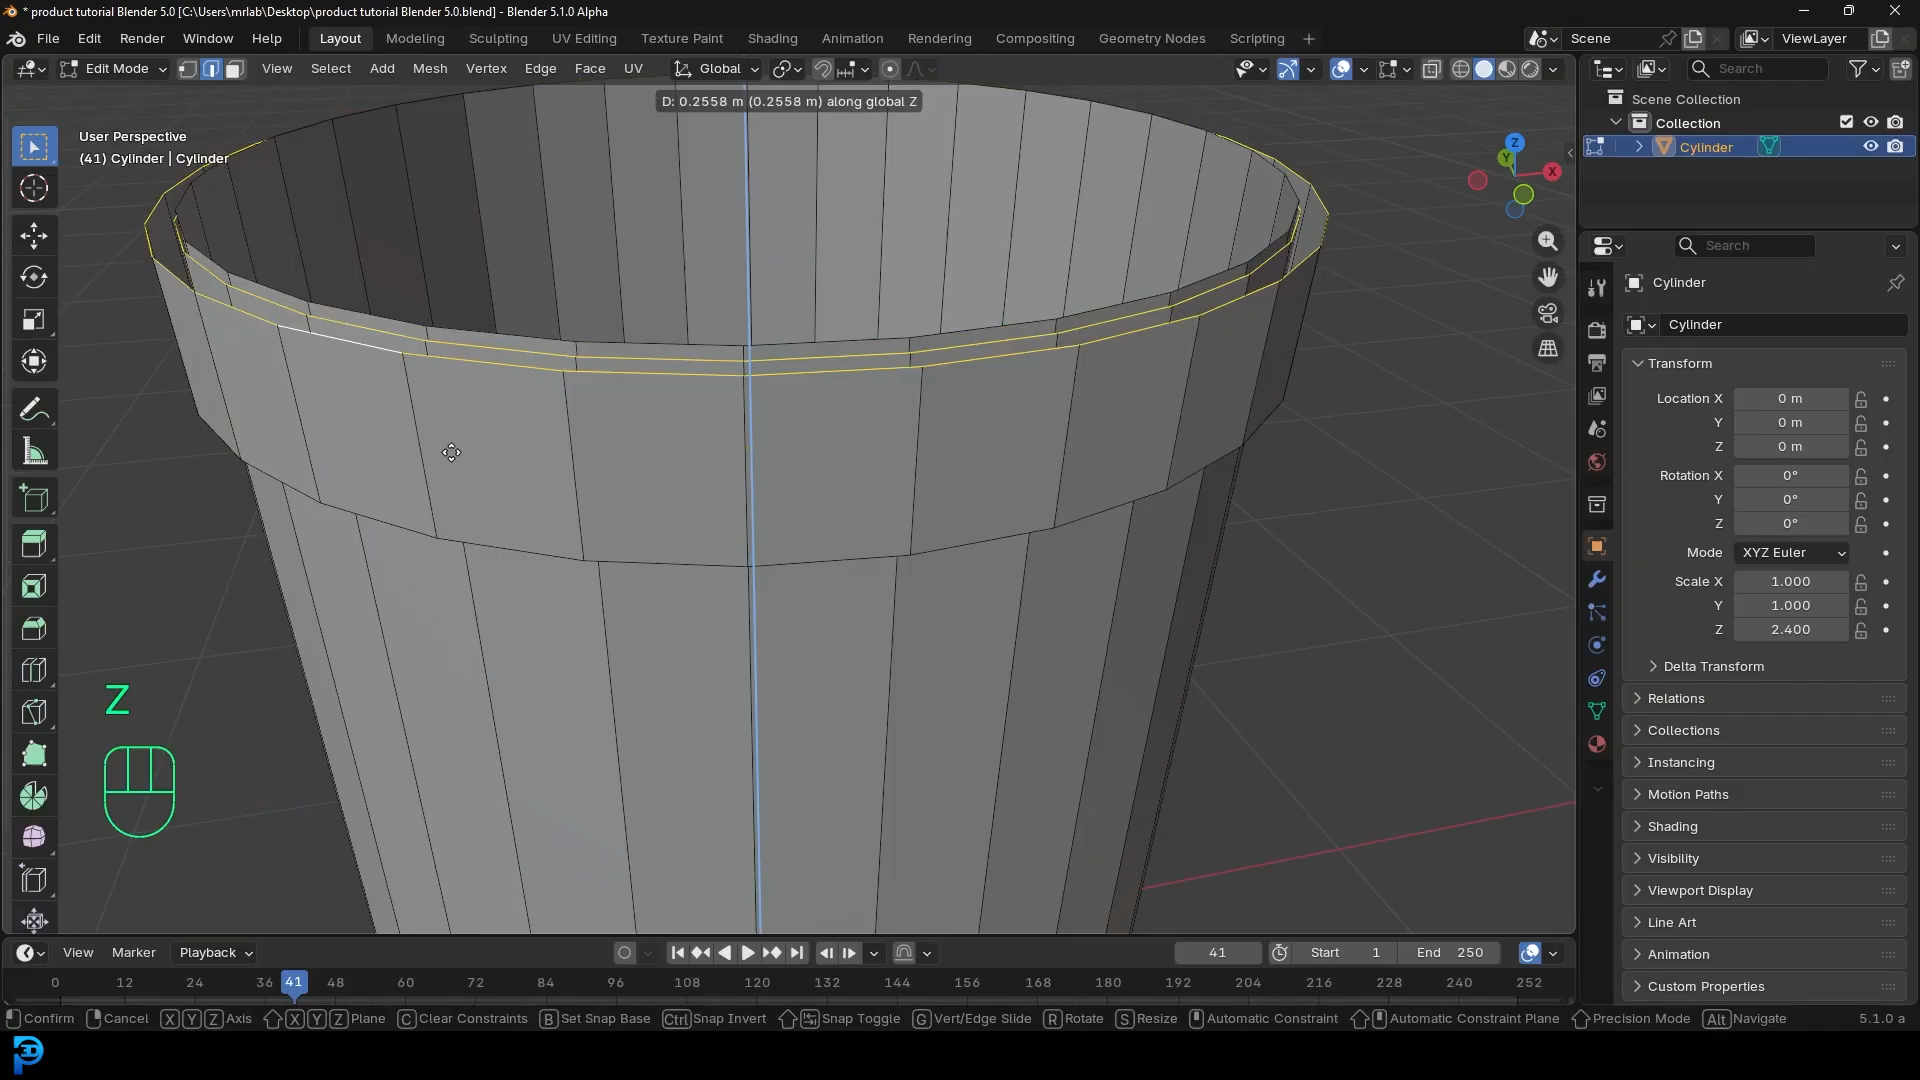 * product tutorial Blender 5.0 [C:\Users\mrlab\Desktop\product tutorial Blender 5.0.blend] - Blender 5.1.0 Alpha
File Edit Render Window Help Layout Modeling Sculpting UV Editing Texture Paint Shading Animation Rendering Compositing Geometry Nodes Scripting + Scene ViewLayer
Edit Mode View Select Add Mesh Vertex Edge Face UV Global Search
D: 0.2558 m (0.2558 m) along global Z
User Perspective
(41) Cylinder | Cylinder
Z
Y
X
Scene Collection
Collection
Cylinder
Search
Cylinder
Cylinder
Transform
Location X 0 m
Y 0 m
Z 0 m
Rotation X 0°
Y 0°
Z 0°
Mode XYZ Euler
Scale X 1.000
Y 1.000
Z 2.400
Delta Transform
Relations
Collections
Instancing
Motion Paths
Shading
Visibility
Viewport Display
Line Art
Animation
Custom Properties
Z
View Marker Playback 41 Start 1 End 250
0 12 24 36 41 48 60 72 84 96 108 120 132 144 156 168 180 192 204 216 228 240 252
Confirm Cancel X Y Z Axis X Y Z Plane C Clear Constraints B Set Snap Base Ctrl Snap Invert Snap Toggle G Vert/Edge Slide R Rotate S Resize Automatic Constraint Automatic Constraint Plane Precision Mode Alt Navigate 5.1.0 a